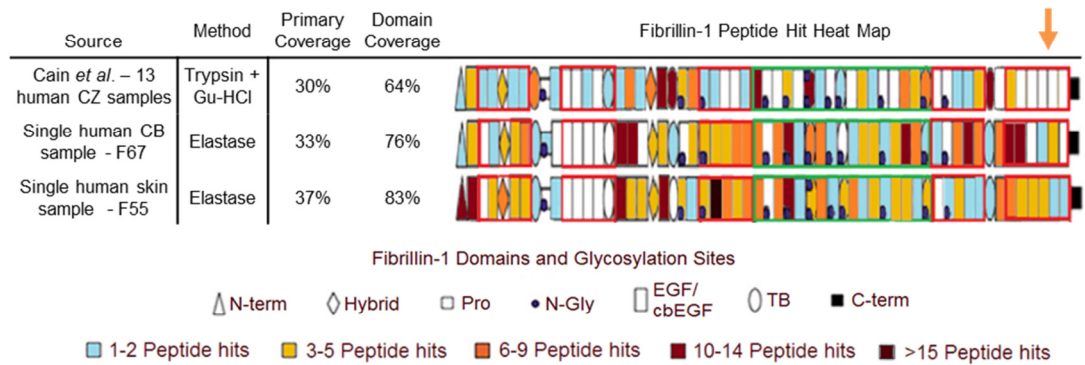 Source
Method
Primary Coverage
Domain Coverage
Fibrillin-1 Peptide Hit Heat Map
Cain et al. – 13
human CZ samples
Trypsin +
Gu-HCl
30%
64%
Single human CB
sample - F67
Elastase
33%
76%
Single human skin
sample - F55
Elastase
37%
83%
Fibrillin-1 Domains and Glycosylation Sites
N-term
Hybrid
Pro
N-Gly
EGF/
cbEGF
TB
C-term
1-2 Peptide hits
3-5 Peptide hits
6-9 Peptide hits
10-14 Peptide hits
>15 Peptide hits